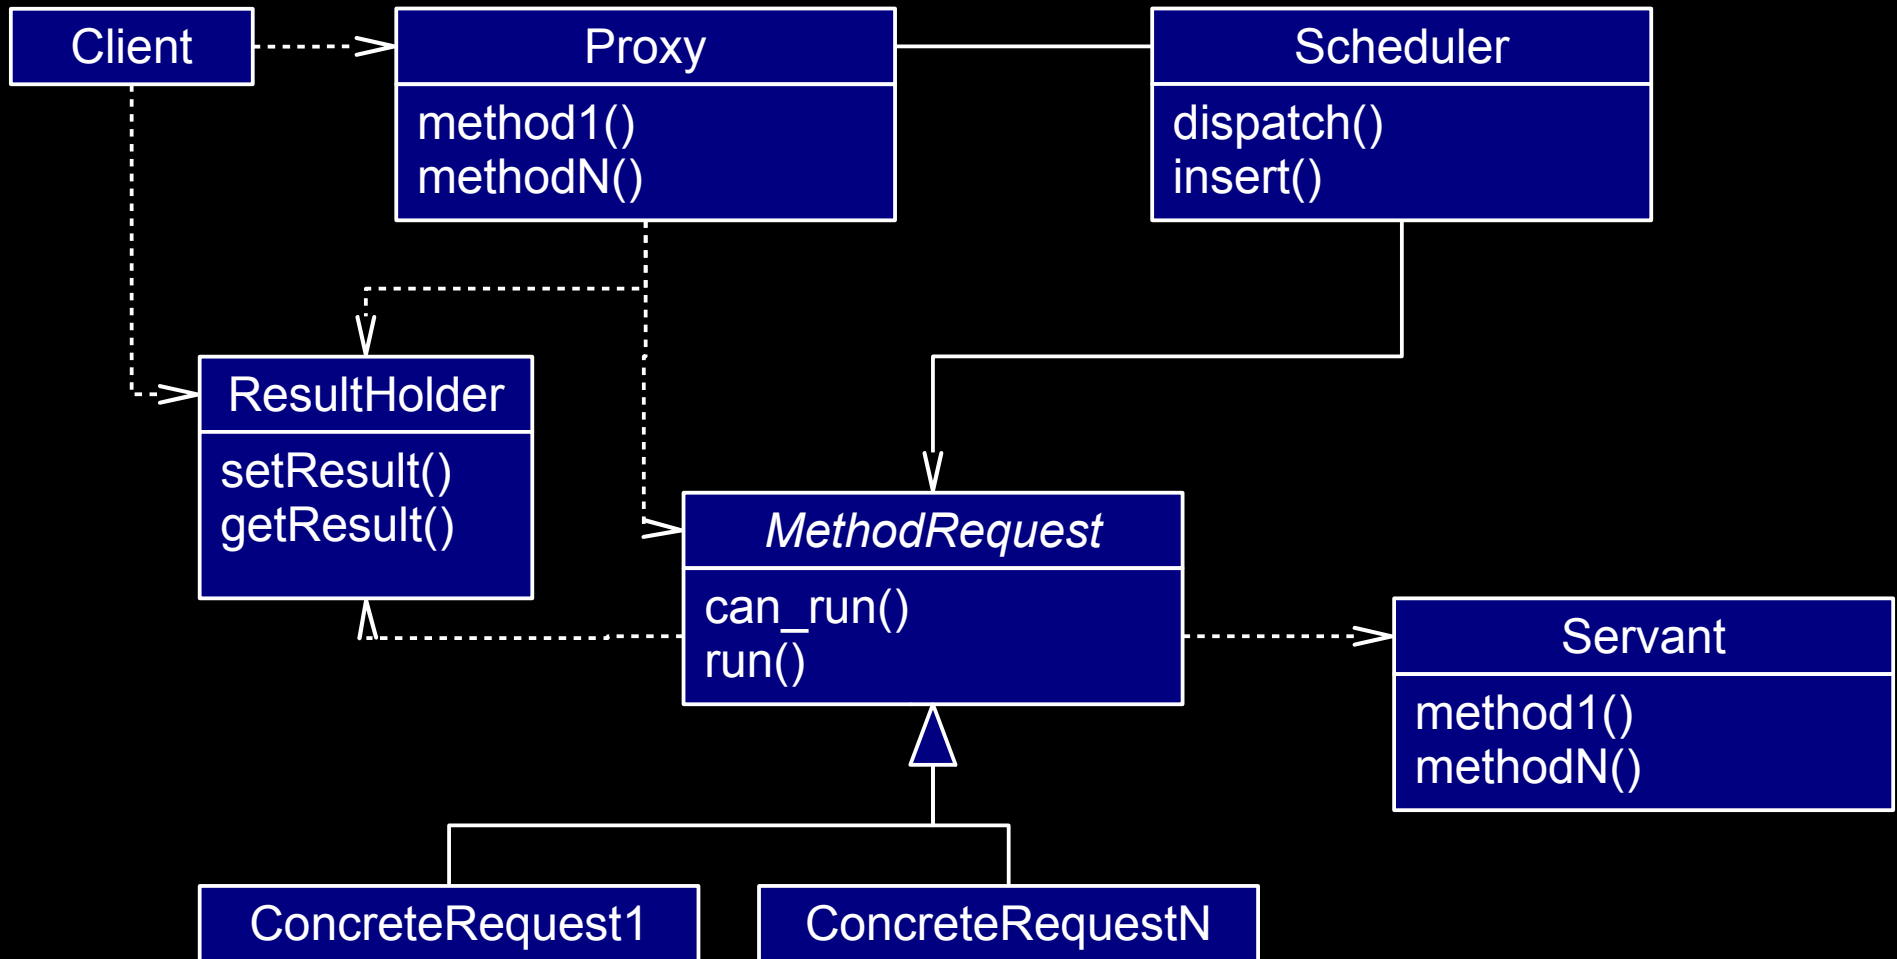 Client
Proxy
method1()
methodN()
Scheduler
dispatch()
insert()
ResultHolder
setResult()
getResult()
MethodRequest
can_run()
run()
Servant
method1()
methodN()
ConcreteRequest1
ConcreteRequestN